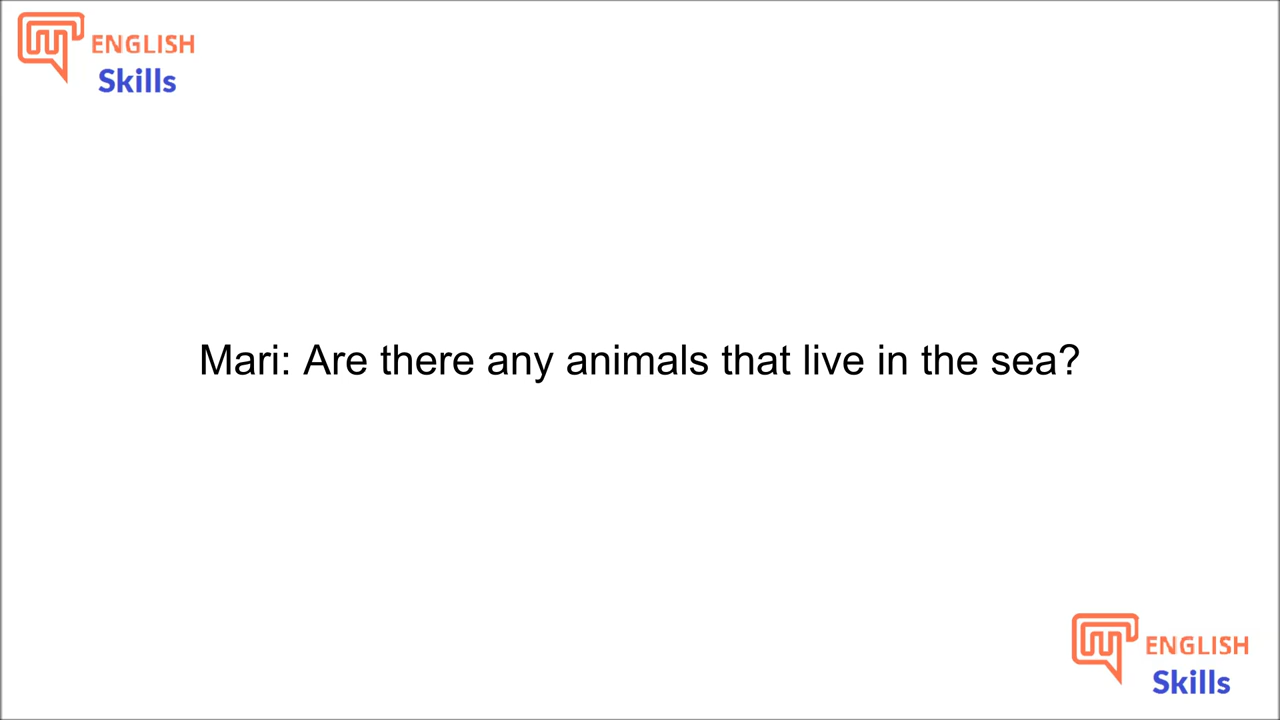 ENGLISH
Skills
Mari: Are there any animals that live in the sea?
ENGLISH
Skills